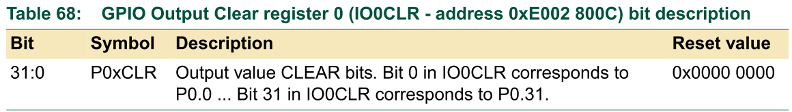 Table 68: GPIO Output Clear register 0 (IO0CLR - address 0xE002 800C) bit description
Bit Symbol Description Reset value
31:0 P0xCLR Output value CLEAR bits. Bit 0 in IO0CLR corresponds to 0x0000 0000
P0.0 ... Bit 31 in IO0CLR corresponds to P0.31.